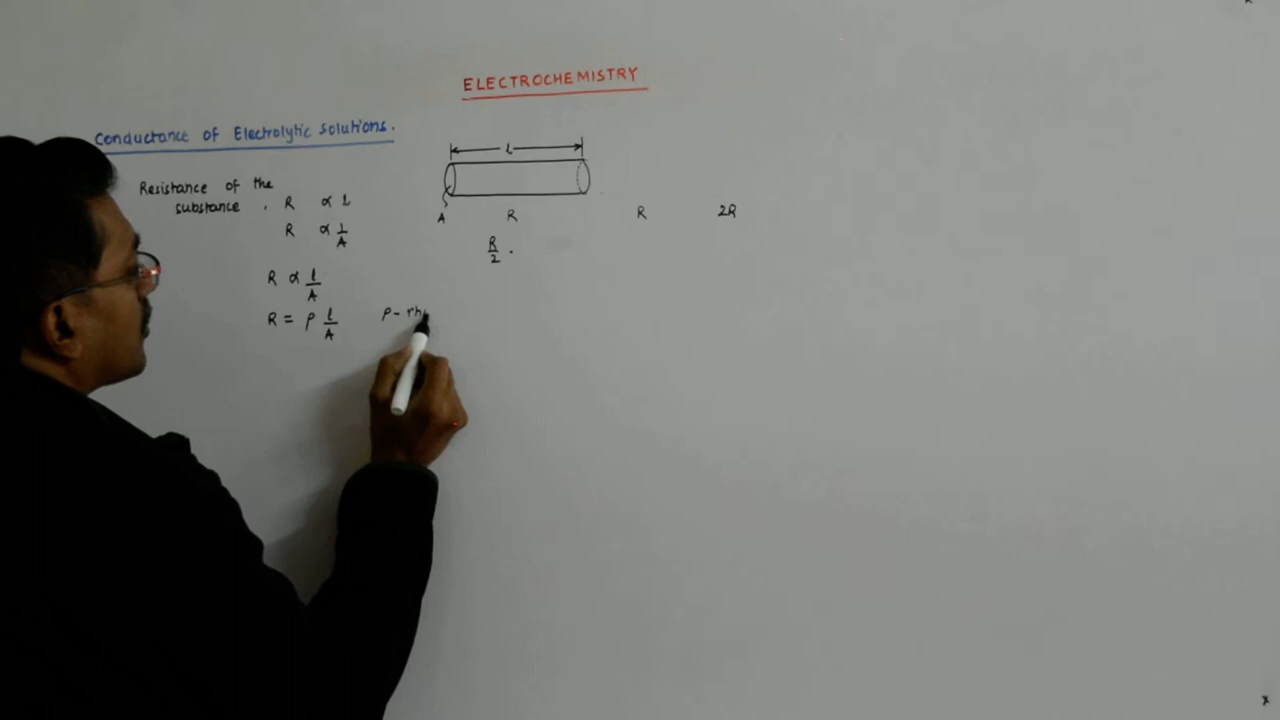 ELECTROCHEMISTRY
Conductance of Electrolytic Solutions.
l
Resistance of the
substance , R ∝ l
A R R 2R
R ∝ 1/A
R/2 .
R ∝ l/A
R = ρ l/A ρ - rh
x